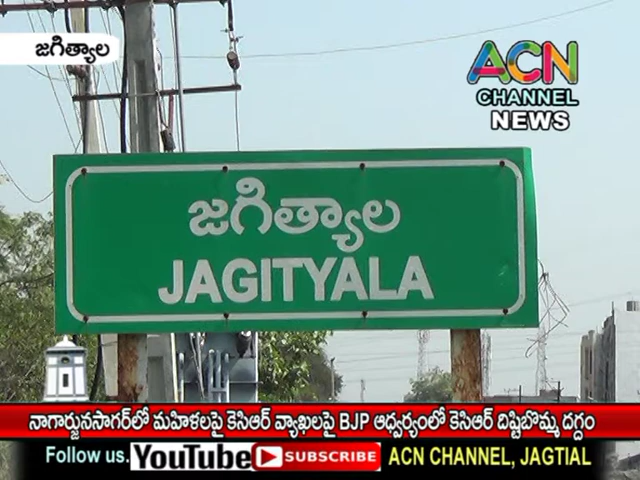 జగిత్యాల
ACN
CHANNEL
NEWS
జగిత్యాల
JAGITYALA
నాగార్జునసాగర్‌లో మహిళలపై కెసిఆర్ వ్యాఖలపై BJP ఆధ్వర్యంలో కెసిఆర్ దిష్టిబొమ్మ దగ్దం
Follow us. YouTube SUBSCRIBE ACN CHANNEL, JAGTIAL